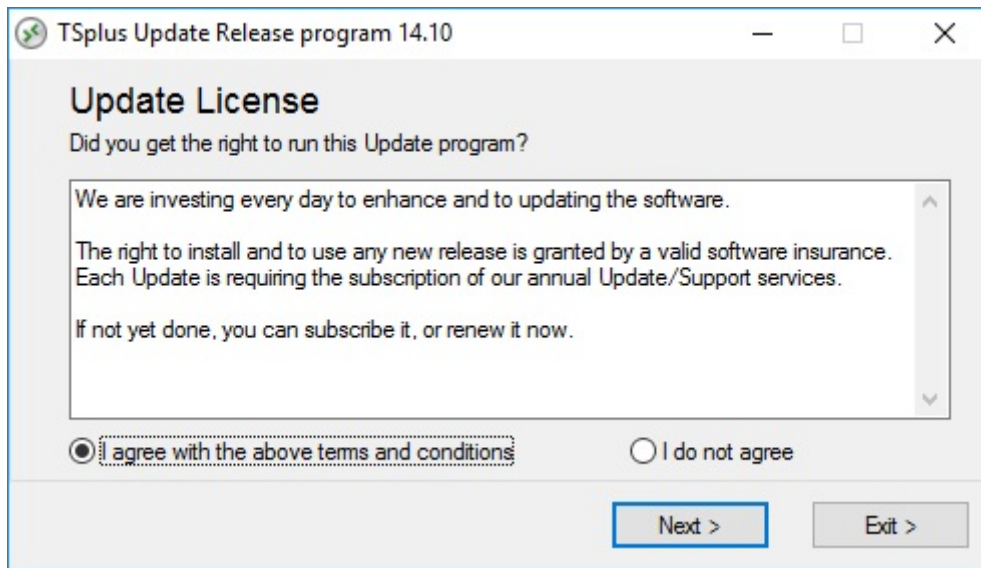 TSplus Update Release program 14.10
Update License
Did you get the right to run this Update program?
We are investing every day to enhance and to updating the software.
The right to install and to use any new release is granted by a valid software insurance.
Each Update is requiring the subscription of our annual Update/Support services.
If not yet done, you can subscribe it, or renew it now.
I agree with the above terms and conditions
I do not agree
Next >
Exit >